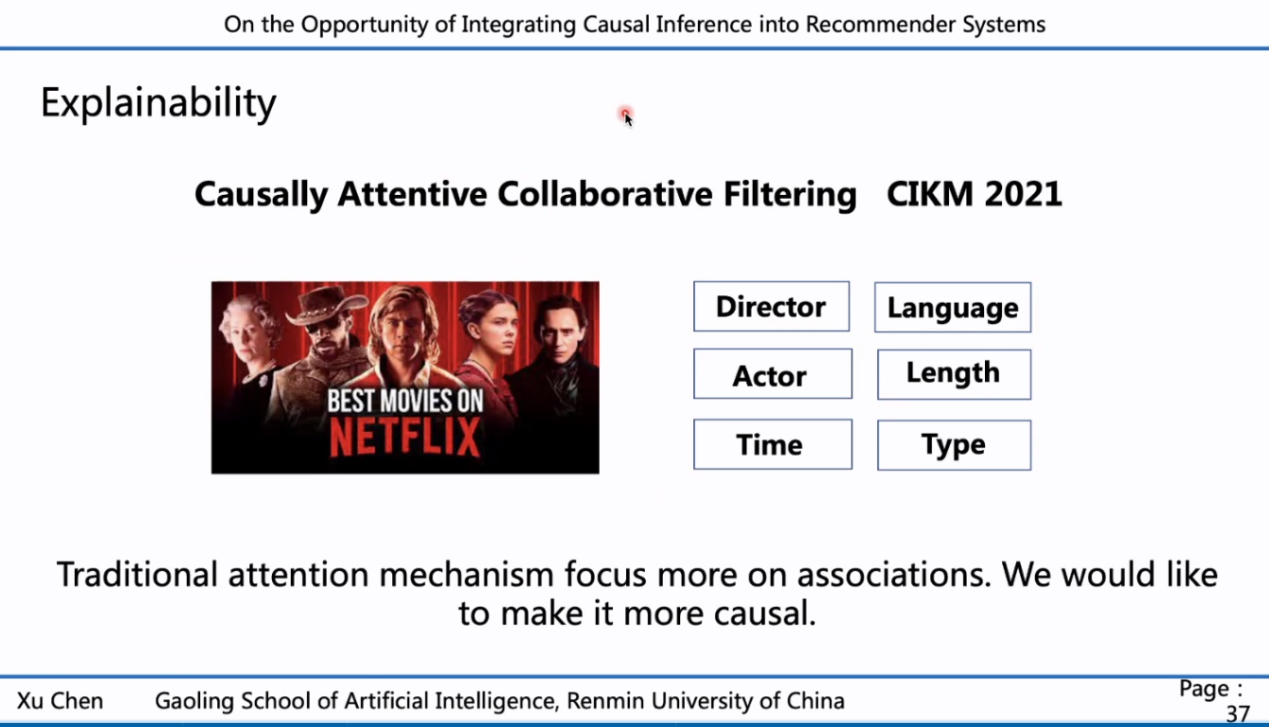 On the Opportunity of Integrating Causal Inference into Recommender Systems
Explainability
Causally Attentive Collaborative Filtering CIKM 2021
BEST MOVIES ON
NETFLIX
Director
Language
Actor
Length
Time
Type
Traditional attention mechanism focus more on associations. We would like
to make it more causal.
Xu Chen Gaoling School of Artificial Intelligence, Renmin University of China
Page :
37